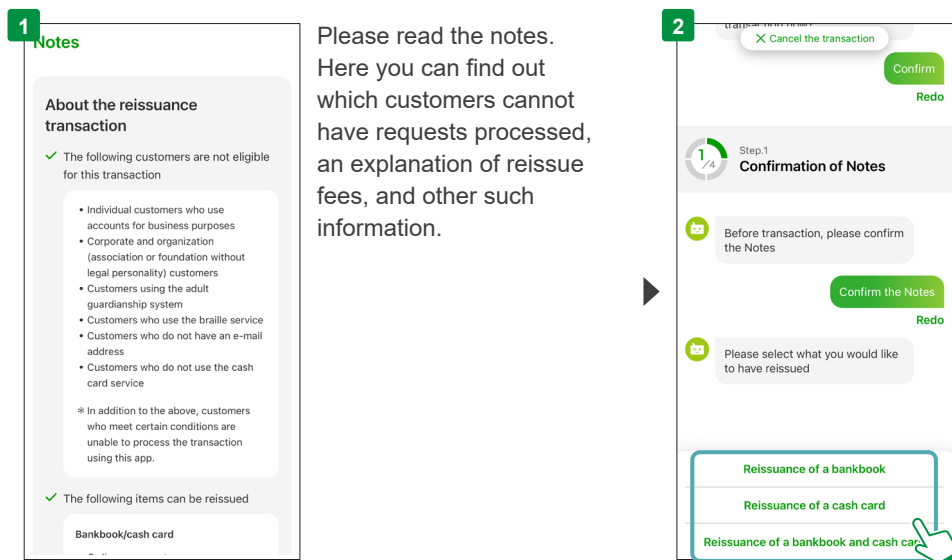 1
Notes
About the reissuance
transaction
✓ The following customers are not eligible
for this transaction
• Individual customers who use
accounts for business purposes
• Corporate and organization
(association or foundation without
legal personality) customers
• Customers using the adult
guardianship system
• Customers who use the braille service
• Customers who do not have an e-mail
address
• Customers who do not use the cash
card service
* In addition to the above, customers
who meet certain conditions are
unable to process the transaction
using this app.
✓ The following items can be reissued
Bankbook/cash card
Please read the notes.
Here you can find out
which customers cannot
have requests processed,
an explanation of reissue
fees, and other such
information.
2
× Cancel the transaction
Confirm
Redo
1/4
Step.1
Confirmation of Notes
Before transaction, please confirm
the Notes
Confirm the Notes
Redo
Please select what you would like
to have reissued
Reissuance of a bankbook
Reissuance of a cash card
Reissuance of a bankbook and cash